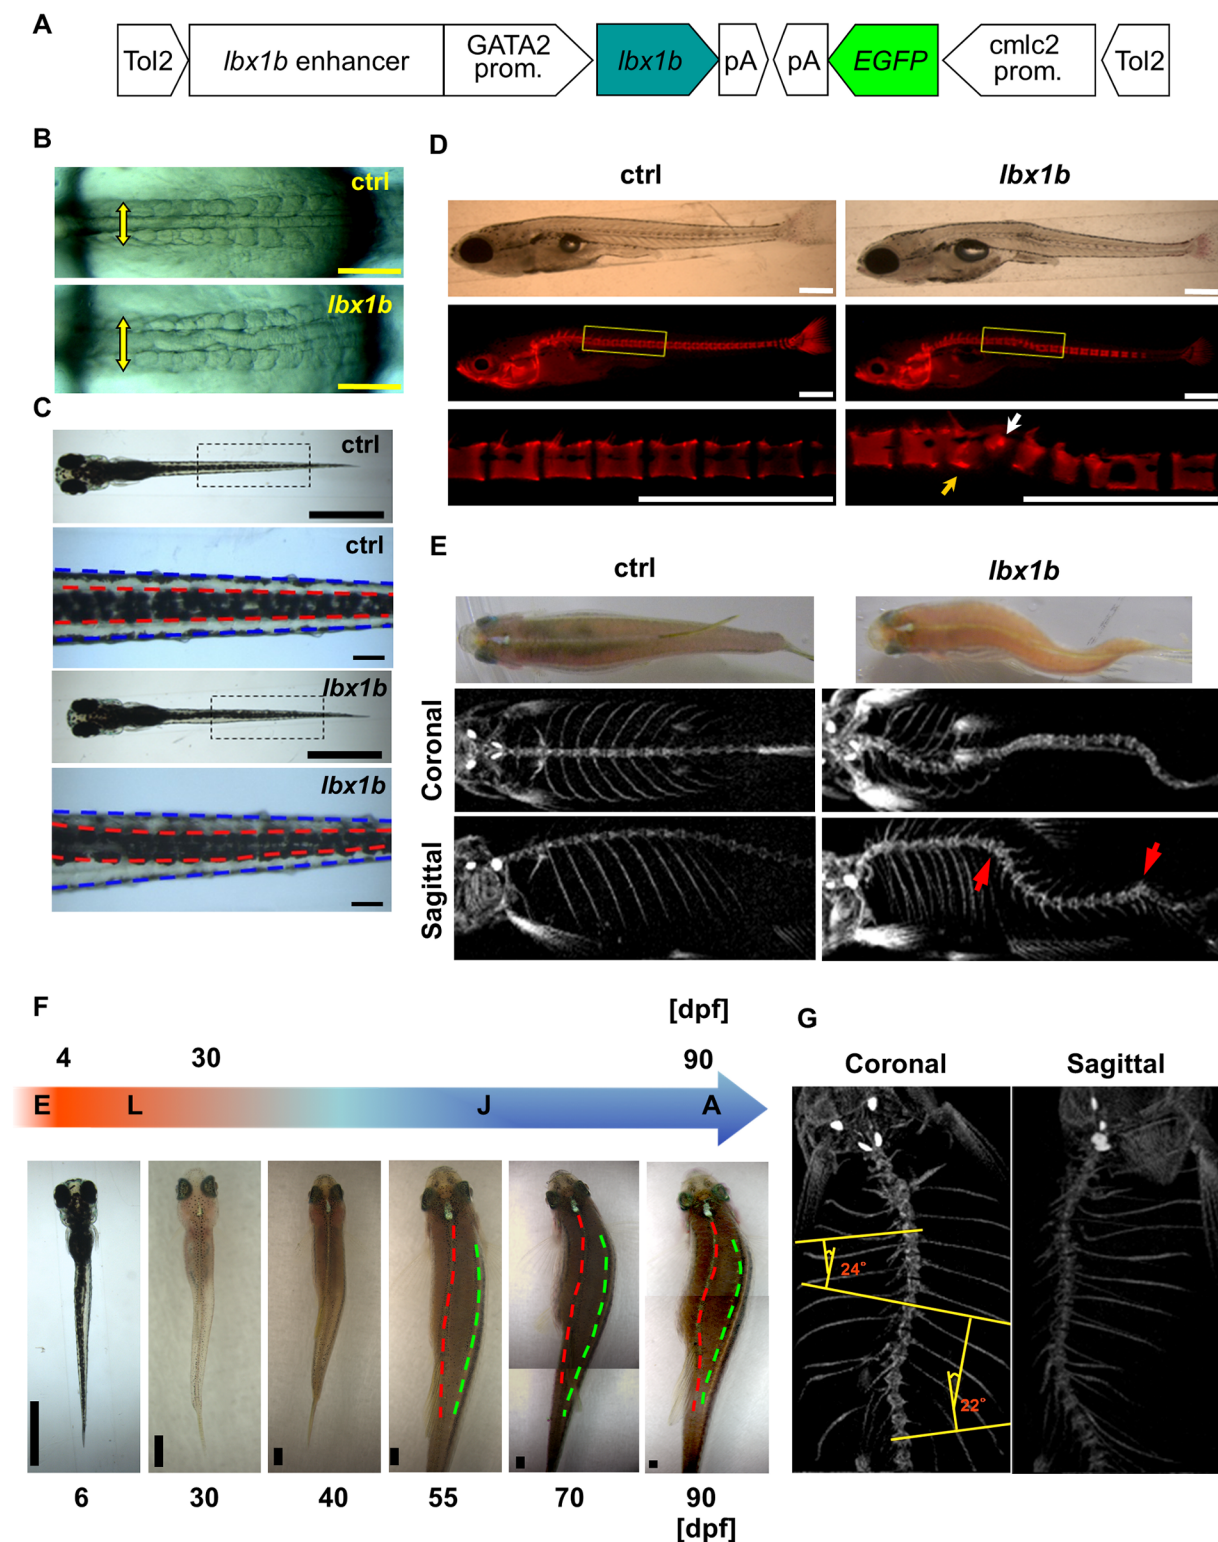 A
Tol2
lbx1b enhancer
GATA2
prom.
lbx1b
pA
pA
EGFP
cmlc2
prom.
Tol2
B
ctrl
lbx1b
C
ctrl
ctrl
lbx1b
lbx1b
D
ctrl
lbx1b
E
ctrl
lbx1b
Coronal
Sagittal
F
[dpf]
4
30
90
E
L
J
A
6
30
40
55
70
90
[dpf]
G
Coronal
Sagittal
24°
22°